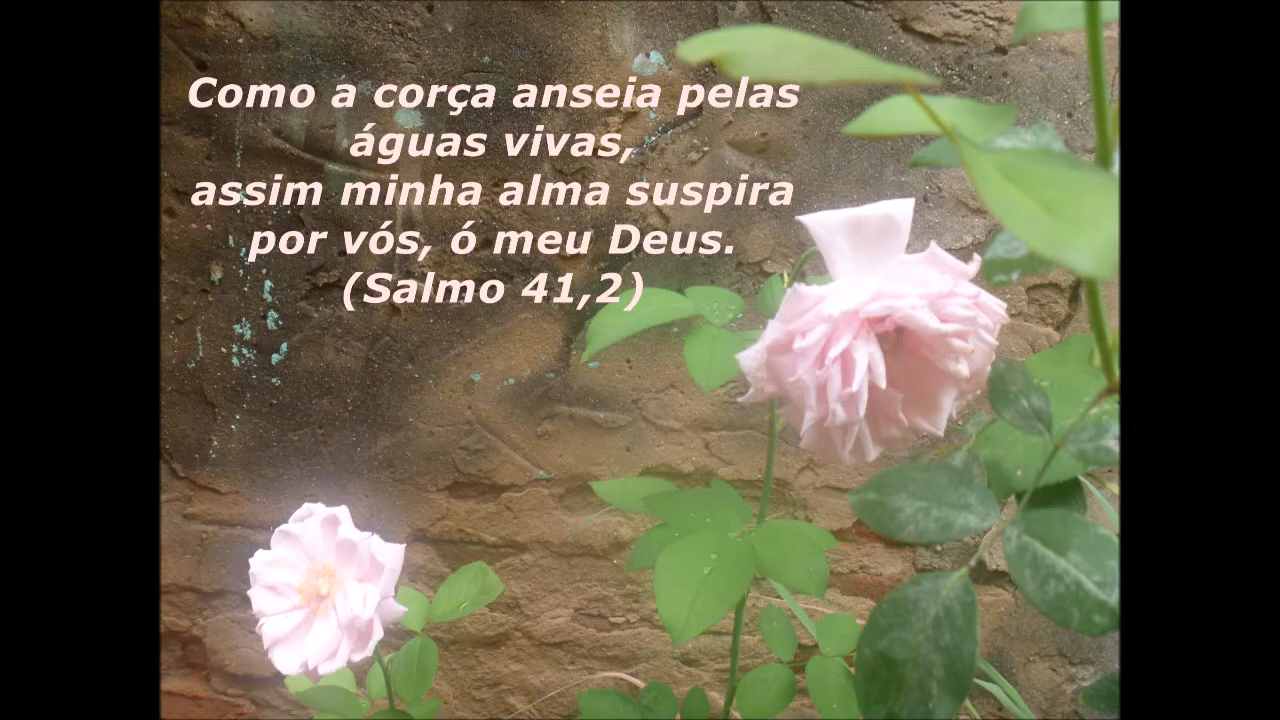 Como a corça anseia pelas
águas vivas,
assim minha alma suspira
por vós, ó meu Deus.
(Salmo 41,2)